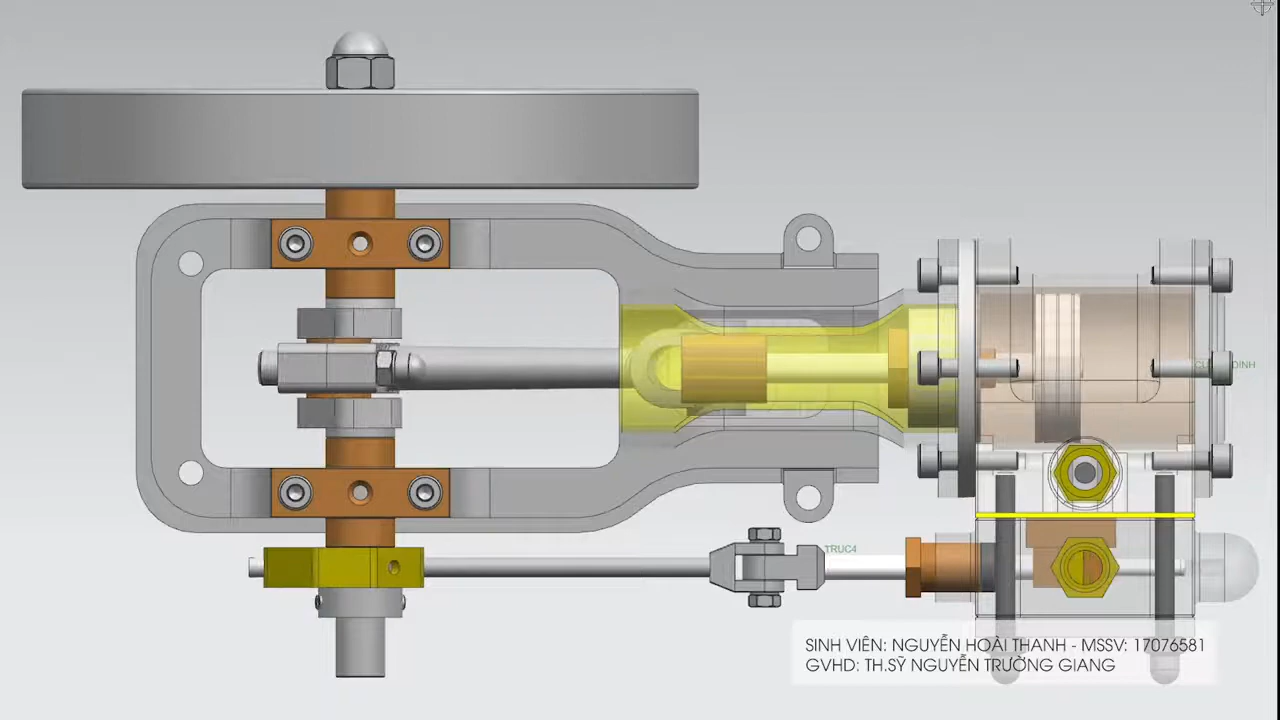 TRUC4
SINH VIÊN: NGUYỄN HOÀI THANH - MSSV: 17076581
GVHD: TH.SỸ NGUYỄN TRƯỜNG GIANG